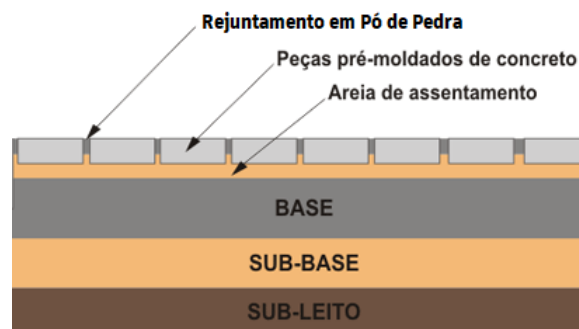 Rejuntamento em Pó de Pedra
Peças pré-moldados de concreto
Areia de assentamento
BASE
SUB-BASE
SUB-LEITO